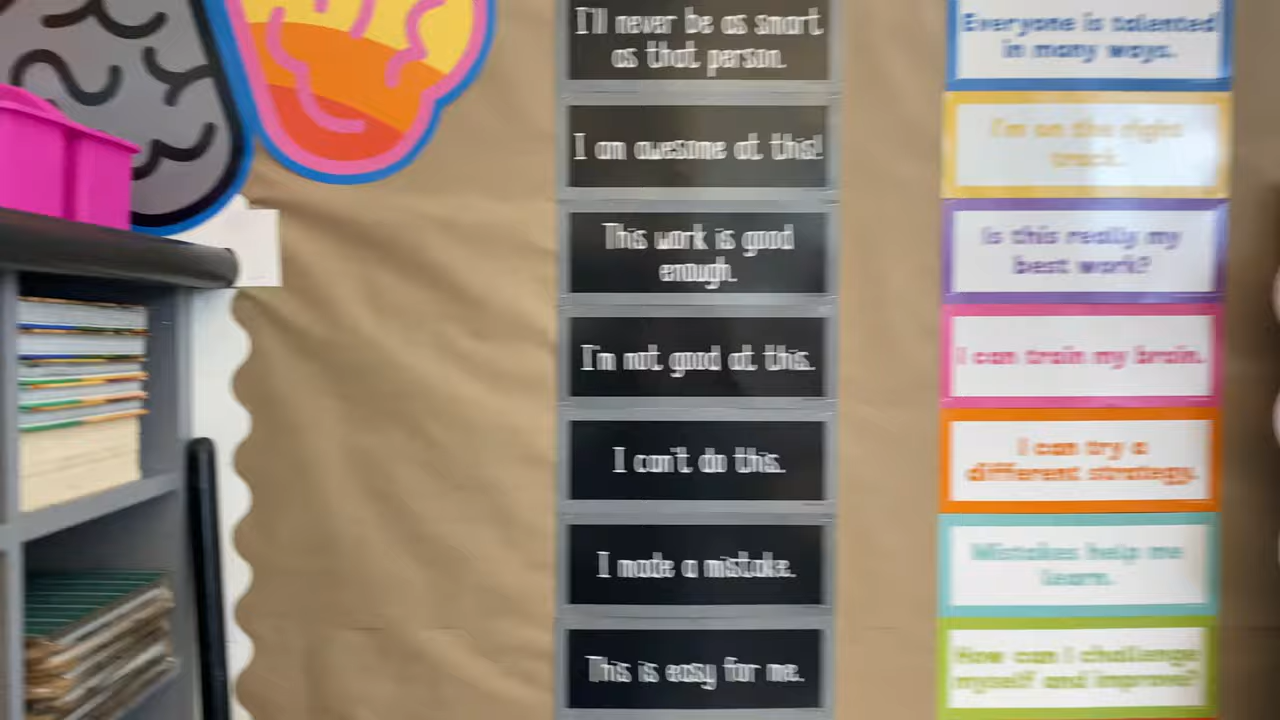 I'll never be as smart
as that person.
I am awesome at this!
This work is good
enough.
I'm not good at this.
I can't do this.
I made a mistake.
This is easy for me.
Everyone is talented
in many ways.
I'm on the right
track.
Is this really my
best work?
I can train my brain.
I can try a
different strategy.
Mistakes help me
learn.
How can I challenge
myself and improve?